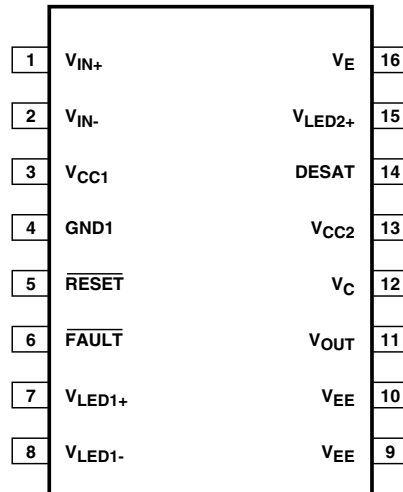 1 VIN+ VE 16
2 VIN- VLED2+ 15
3 VCC1 DESAT 14
4 GND1 VCC2 13
5 RESET VC 12
6 FAULT VOUT 11
7 VLED1+ VEE 10
8 VLED1- VEE 9